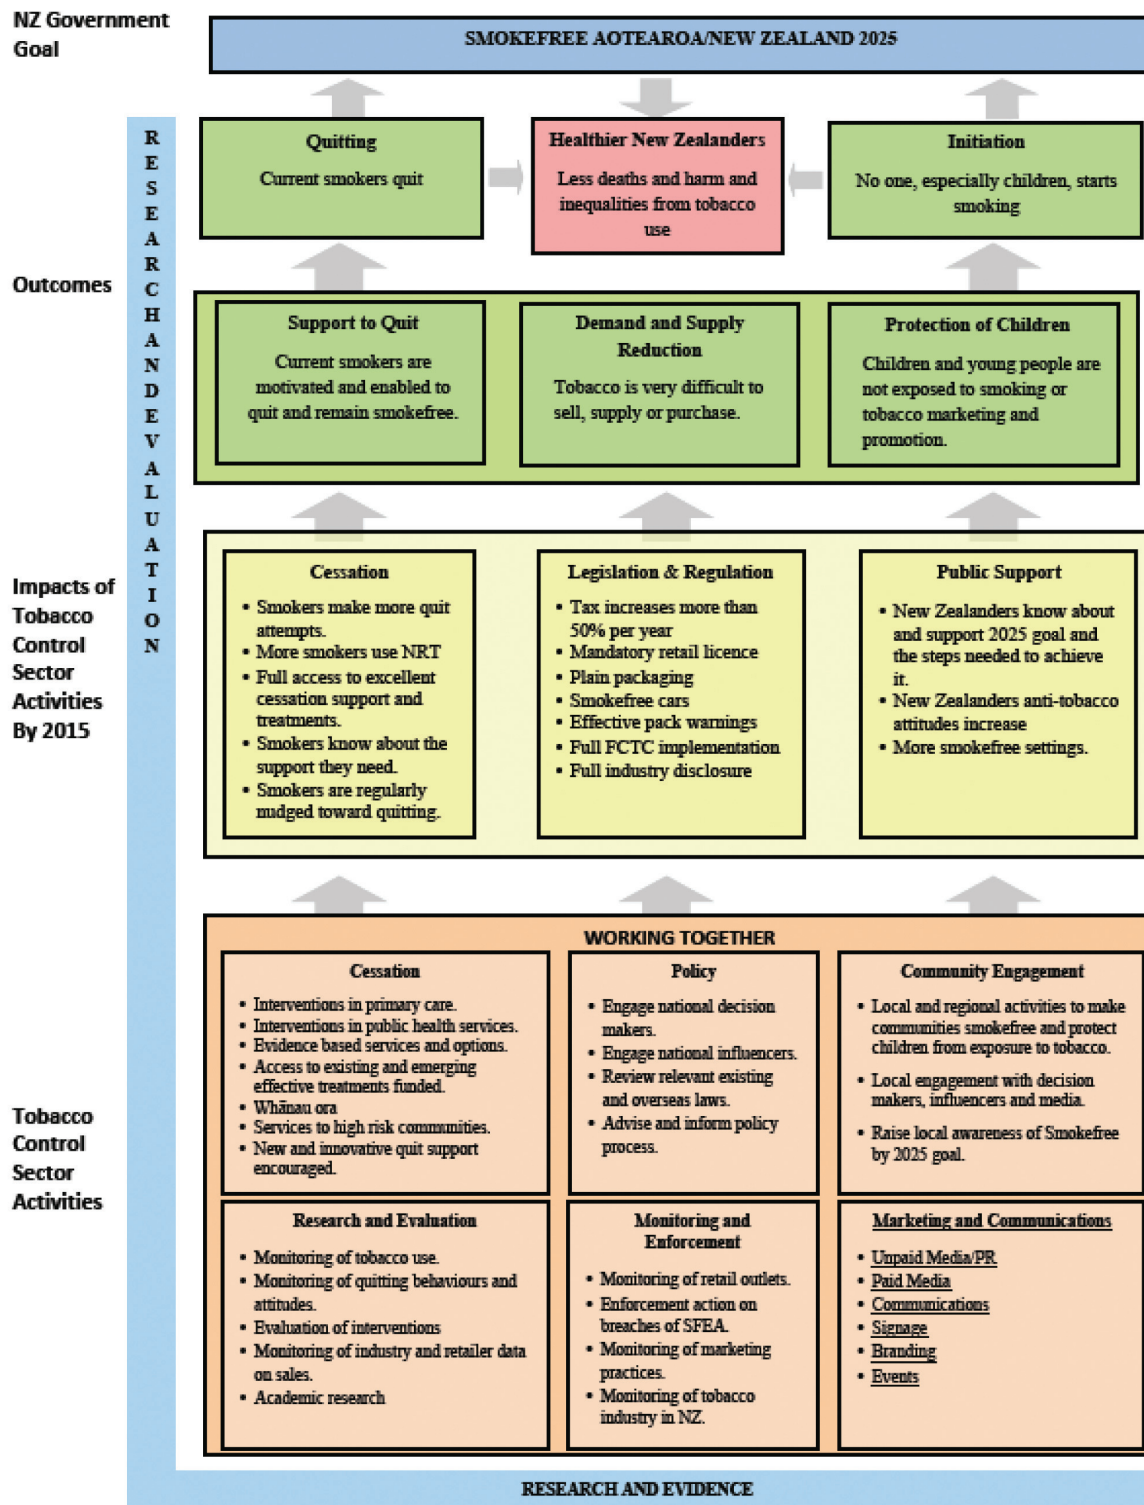 NZ Government
Goal
SMOKEFREE AOTEAROA/NEW ZEALAND 2025
RESEARCH AND EVALUATION
Quitting
Current smokers quit
Healthier New Zealanders
Less deaths and harm and
inequalities from tobacco
use
Initiation
No one, especially children, starts
smoking
Outcomes
Support to Quit
Current smokers are
motivated and enabled to
quit and remain smokefree.
Demand and Supply
Reduction
Tobacco is very difficult to
sell, supply or purchase.
Protection of Children
Children and young people are
not exposed to smoking or
tobacco marketing and
promotion.
Impacts of
Tobacco
Control
Sector
Activities
By 2015
Cessation
• Smokers make more quit
attempts.
• More smokers use NRT
• Full access to excellent
cessation support and
treatments.
• Smokers know about the
support they need.
• Smokers are regularly
nudged toward quitting.
Legislation & Regulation
• Tax increases more than
50% per year
• Mandatory retail licence
• Plain packaging
• Smokefree cars
• Effective pack warnings
• Full FCTC implementation
• Full industry disclosure
Public Support
• New Zealanders know about
and support 2025 goal and
the steps needed to achieve
it.
• New Zealanders anti-tobacco
attitudes increase
• More smokefree settings.
Tobacco
Control
Sector
Activities
WORKING TOGETHER
Cessation
• Interventions in primary care.
• Interventions in public health services.
• Evidence based services and options.
• Access to existing and emerging
effective treatments funded.
• Whānau ora
• Services to high risk communities.
• New and innovative quit support
encouraged.
Policy
• Engage national decision
makers.
• Engage national influencers.
• Review relevant existing
and overseas laws.
• Advise and inform policy
process.
Community Engagement
• Local and regional activities to make
communities smokefree and protect
children from exposure to tobacco.
• Local engagement with decision
makers, influencers and media.
• Raise local awareness of Smokefree
by 2025 goal.
Research and Evaluation
• Monitoring of tobacco use.
• Monitoring of quitting behaviours and
attitudes.
• Evaluation of interventions
• Monitoring of industry and retailer data
on sales.
• Academic research
Monitoring and
Enforcement
• Monitoring of retail outlets.
• Enforcement action on
breaches of SFEA.
• Monitoring of marketing
practices.
• Monitoring of tobacco
industry in NZ.
Marketing and Communications
• Unpaid Media/PR
• Paid Media
• Communications
• Signage
• Branding
• Events
RESEARCH AND EVIDENCE